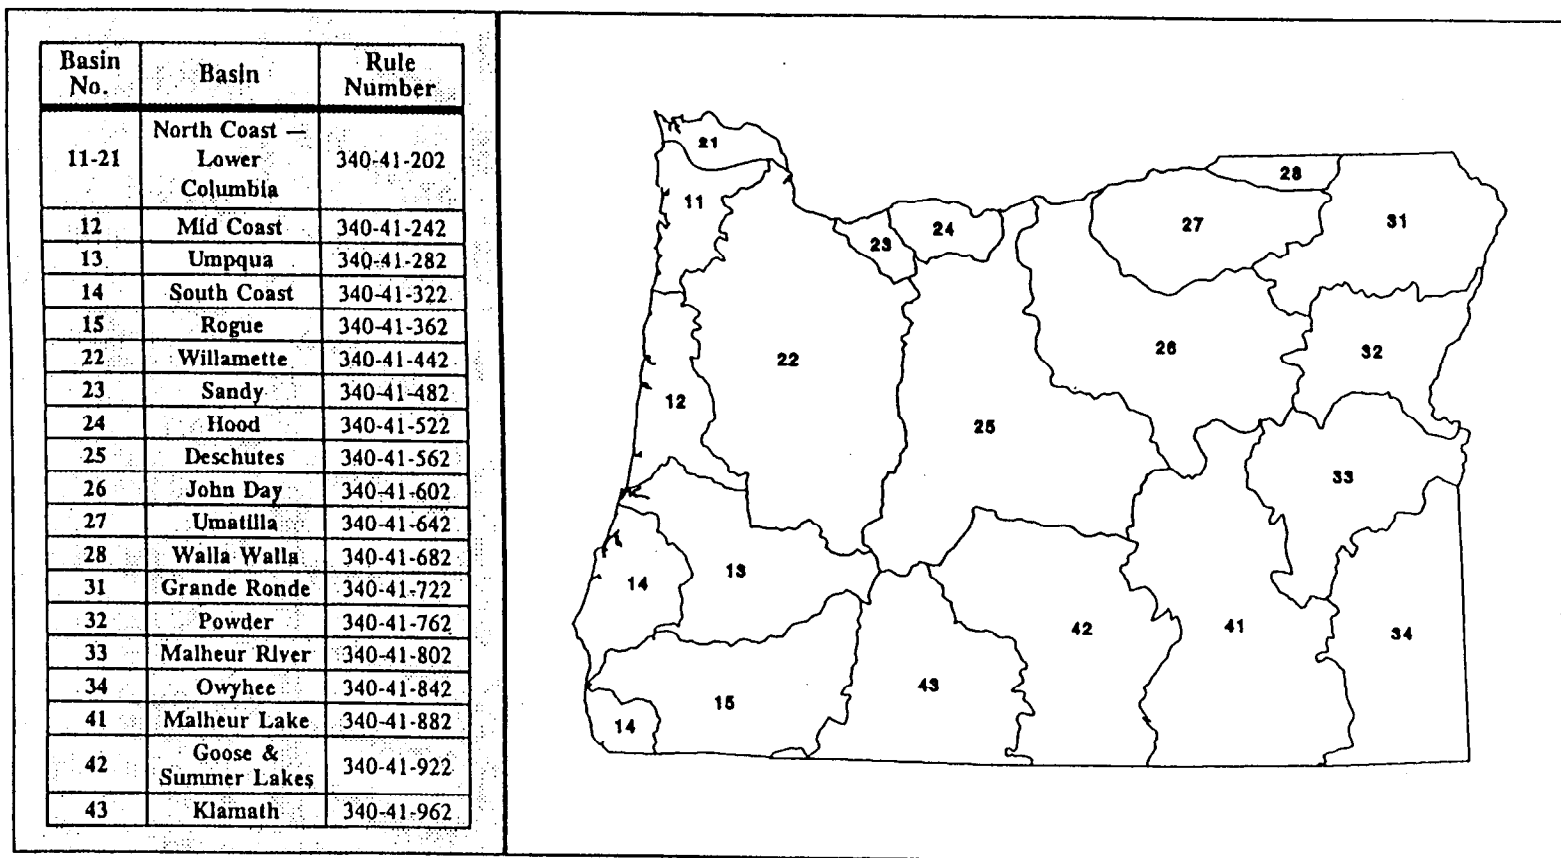 Basin No. Basin Rule Number
11-21 North Coast — Lower Columbia 340-41-202
12 Mid Coast 340-41-242
13 Umpqua 340-41-282
14 South Coast 340-41-322
15 Rogue 340-41-362
22 Willamette 340-41-442
23 Sandy 340-41-482
24 Hood 340-41-522
25 Deschutes 340-41-562
26 John Day 340-41-602
27 Umatilla 340-41-642
28 Walla Walla 340-41-682
31 Grande Ronde 340-41-722
32 Powder 340-41-762
33 Malheur River 340-41-802
34 Owyhee 340-41-842
41 Malheur Lake 340-41-882
42 Goose & Summer Lakes 340-41-922
43 Klamath 340-41-962
21
28
11
27
31
24
23
26
32
22
12
25
33
13
14
42
41
34
43
15
14